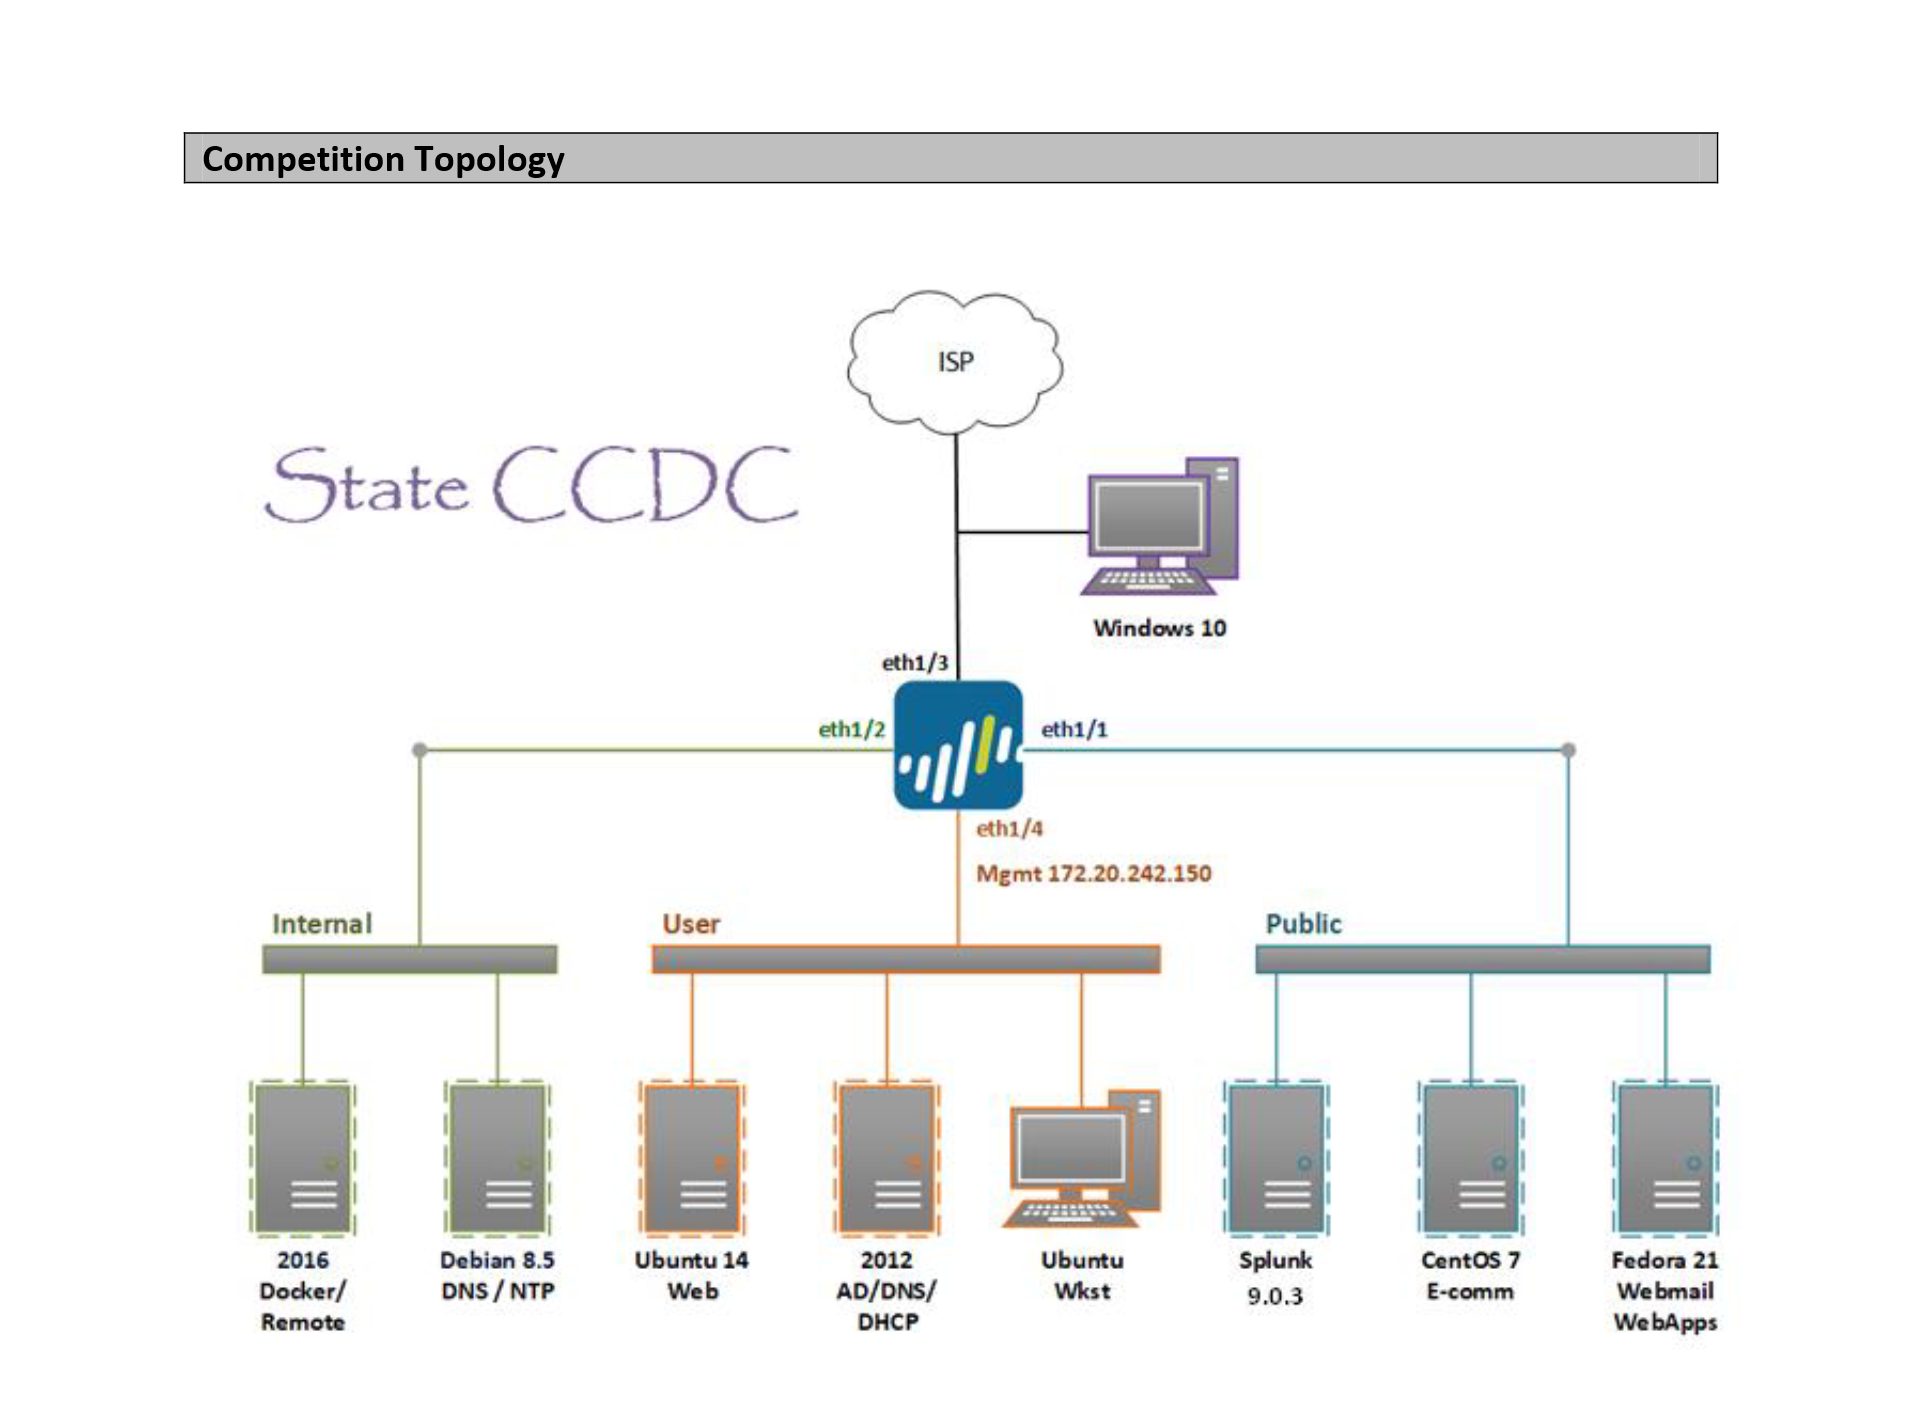 Competition Topology
ISP
State CCDC
Windows 10
eth1/3
eth1/2
eth1/1
eth1/4
Mgmt 172.20.242.150
Internal
User
Public
2016
Docker/
Remote
Debian 8.5
DNS / NTP
Ubuntu 14
Web
2012
AD/DNS/
DHCP
Ubuntu
Wkst
Splunk
9.0.3
CentOS 7
E-comm
Fedora 21
Webmail
WebApps